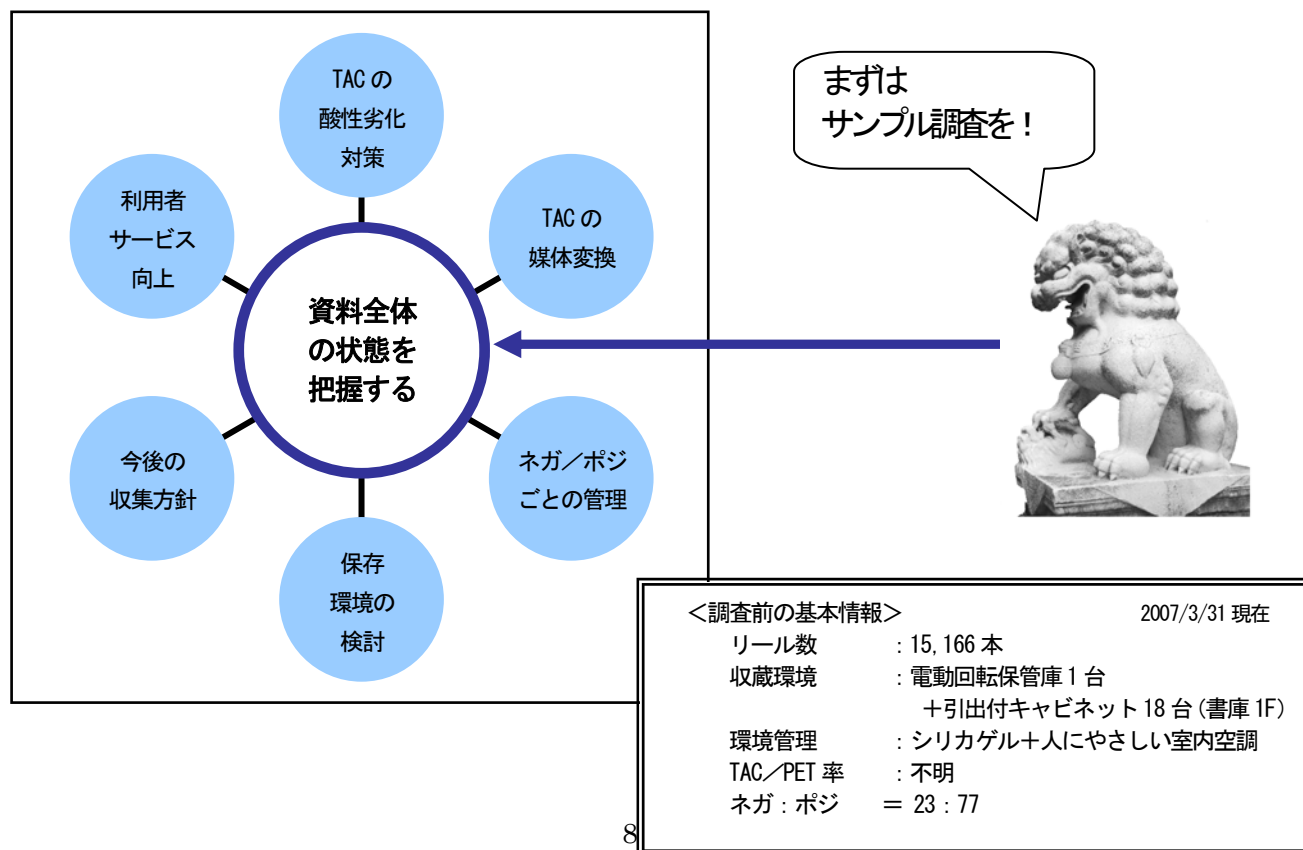 TACの
酸性劣化
対策
利用者
サービス
向上
TACの
媒体変換
資料全体
の状態を
把握する
今後の
収集方針
ネガ／ポジ
ごとの管理
保存
環境の
検討
まずは
サンプル調査を！
＜調査前の基本情報＞ 2007/3/31 現在
リール数 ：15,166 本
収蔵環境 ：電動回転保管庫 1 台
＋引出付キャビネット 18 台(書庫 1F)
環境管理 ：シリカゲル＋人にやさしい室内空調
TAC／PET 率 ：不明
ネガ：ポジ ＝ 23：77
8